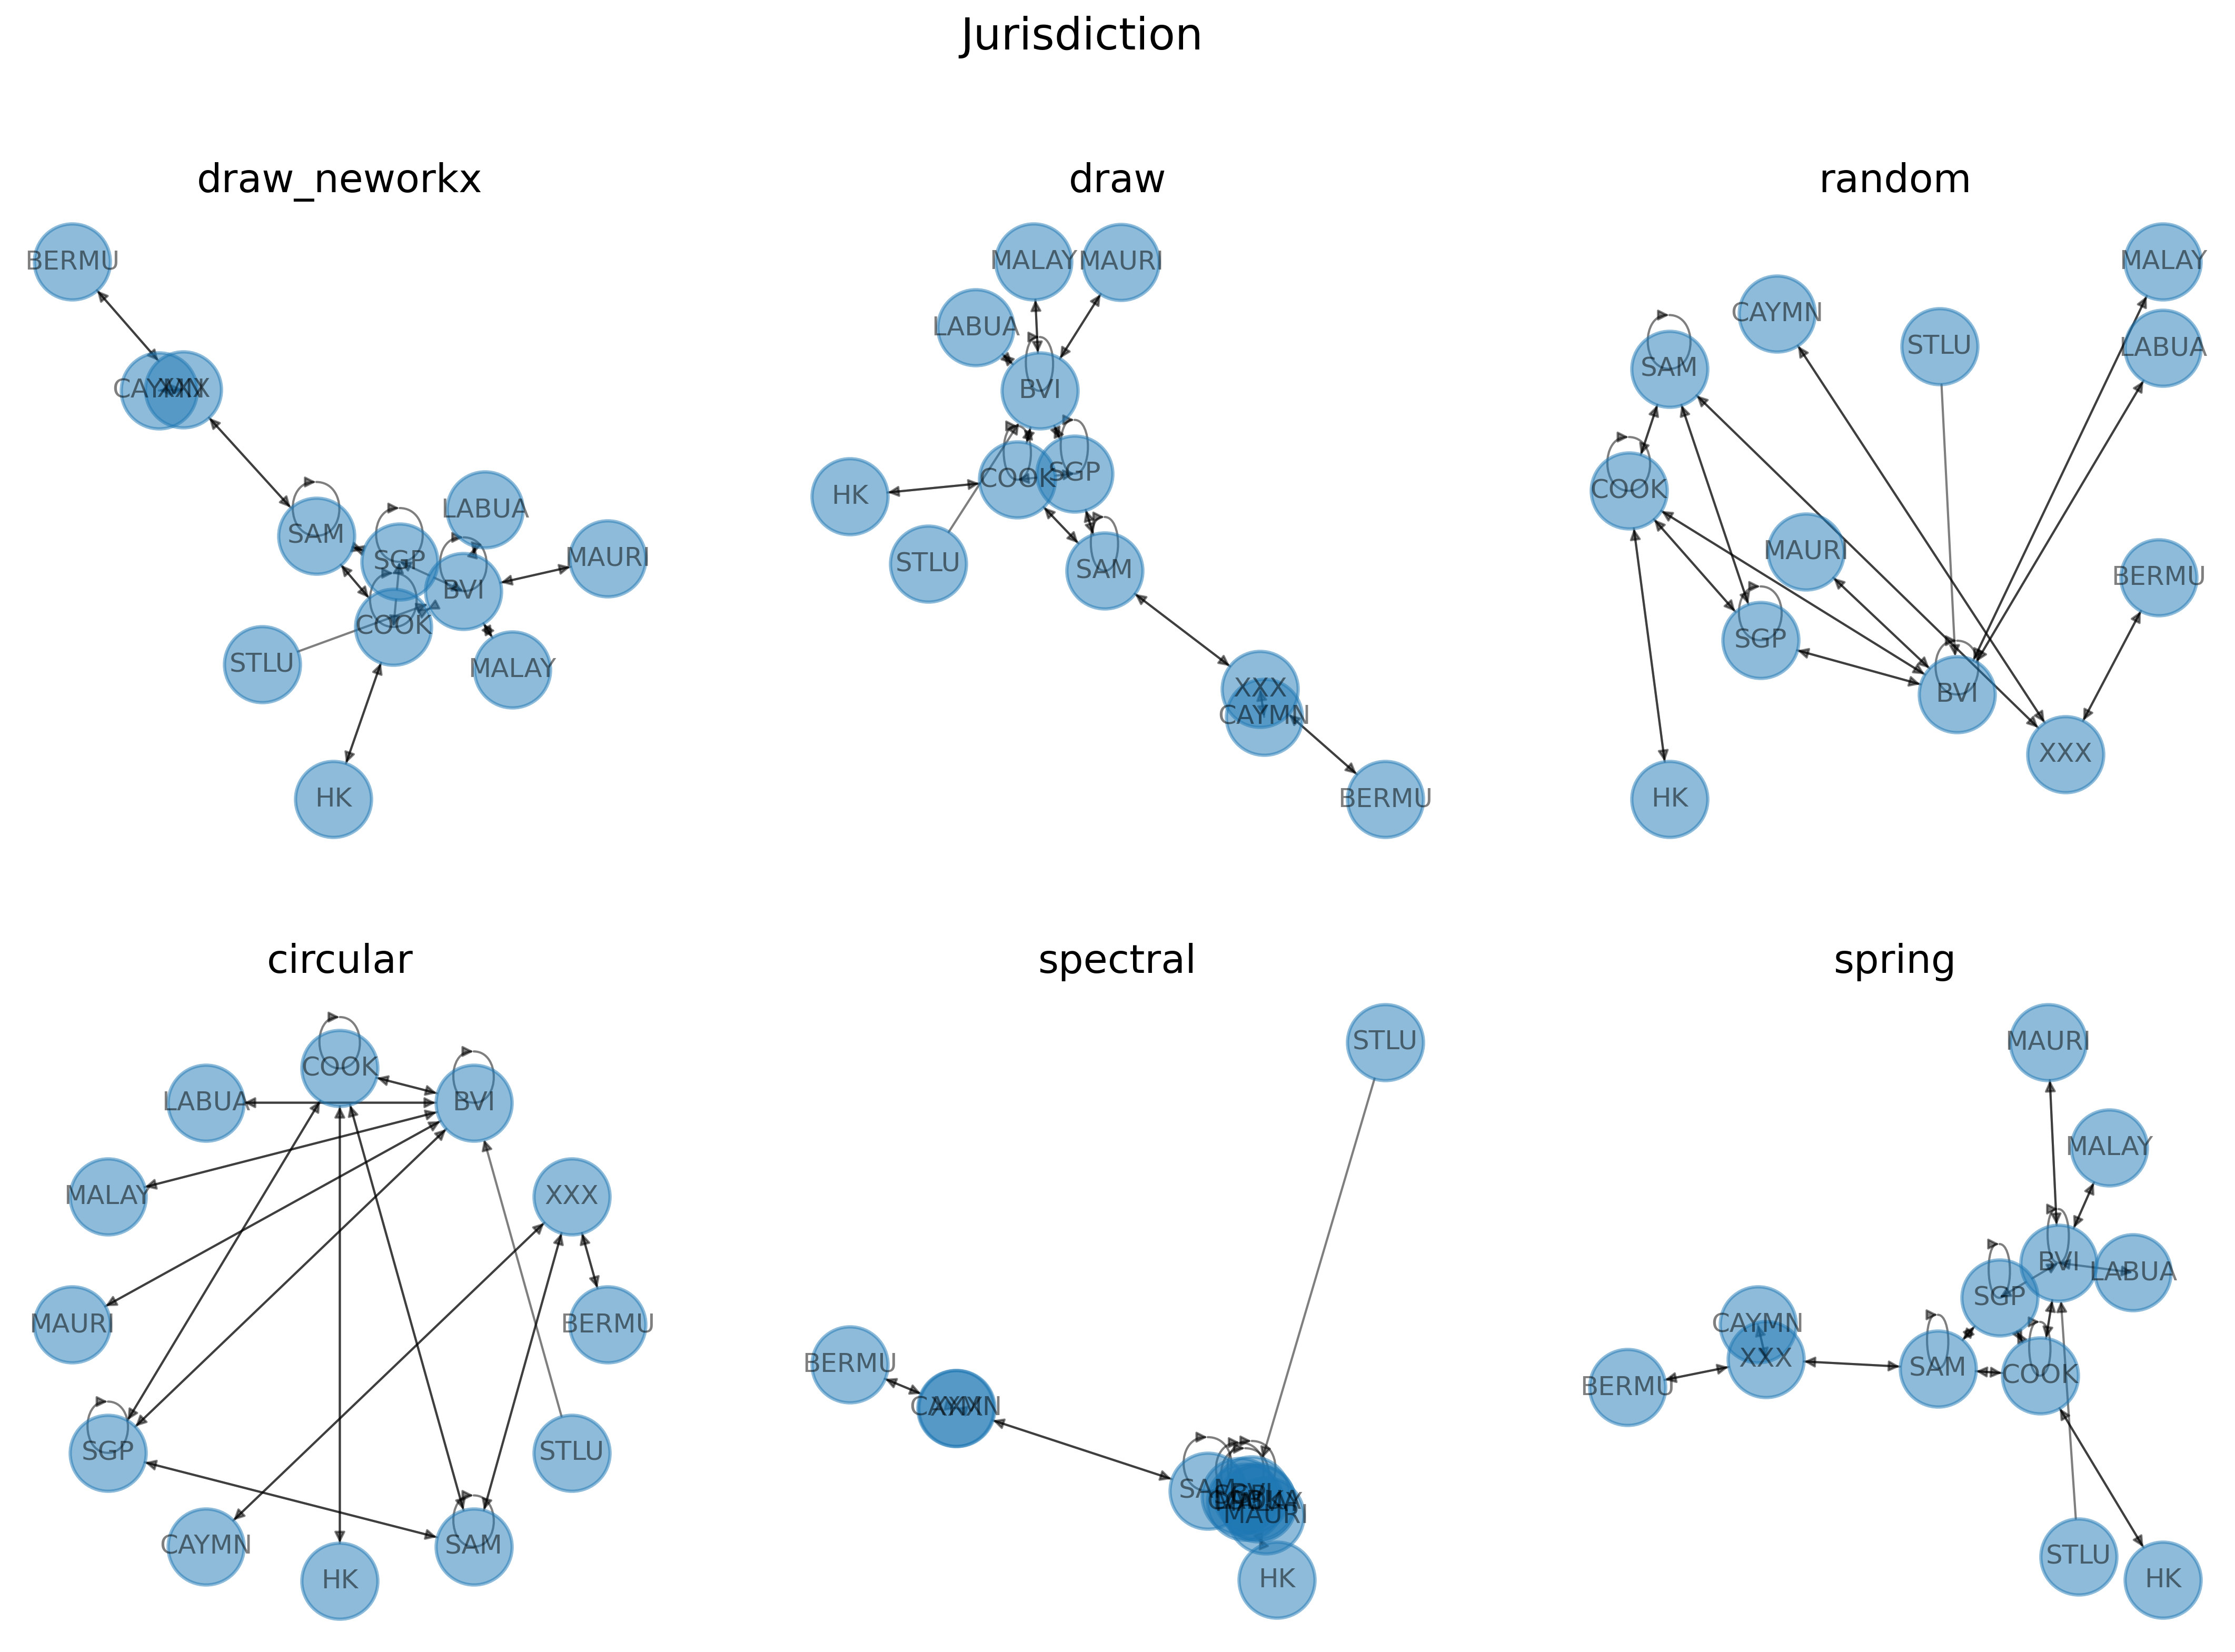 Jurisdiction
draw_neworkx
BERMU
CAYMN
XXX
SAM
LABUA
SGP
MAURI
BVI
COOK
STLU
MALAY
HK
draw
MALAY
MAURI
LABUA
BVI
COOK
SGP
HK
STLU
SAM
XXX
CAYMN
BERMU
random
MALAY
CAYMN
STLU
LABUA
SAM
COOK
MAURI
BERMU
SGP
BVI
XXX
HK
circular
COOK
LABUA
BVI
MALAY
XXX
MAURI
BERMU
SGP
STLU
CAYMN
SAM
HK
spectral
STLU
BERMU
CAYMN
XXX
SAM
MAURI
HK
spring
MAURI
MALAY
BVI
LABUA
SGP
CAYMN
XXX
SAM
COOK
BERMU
STLU
HK